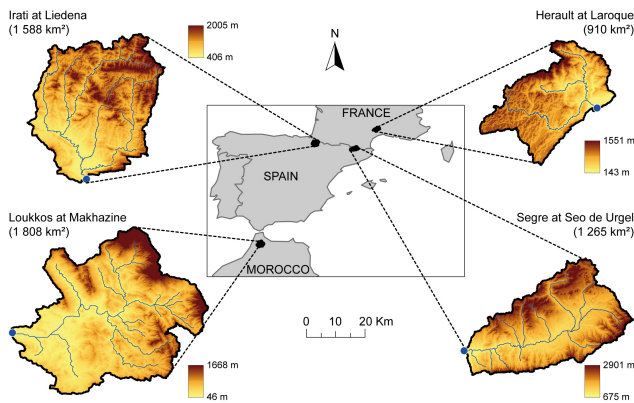 Irati at Liedena
(1 588 km²)
2005 m
406 m
N
Herault at Laroque
(910 km²)
1551 m
143 m
FRANCE
SPAIN
MOROCCO
Loukkos at Makhazine
(1 808 km²)
1668 m
46 m
0 10 20 Km
Segre at Seo de Urgel
(1 265 km²)
2901 m
675 m